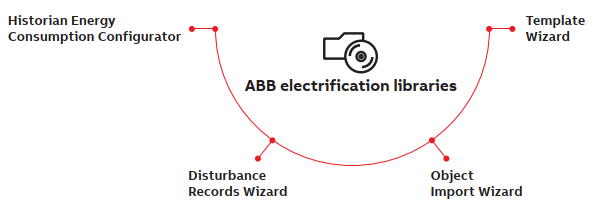 Historian Energy
Consumption Configurator
Template
Wizard
ABB electrification libraries
Disturbance
Records Wizard
Object
Import Wizard